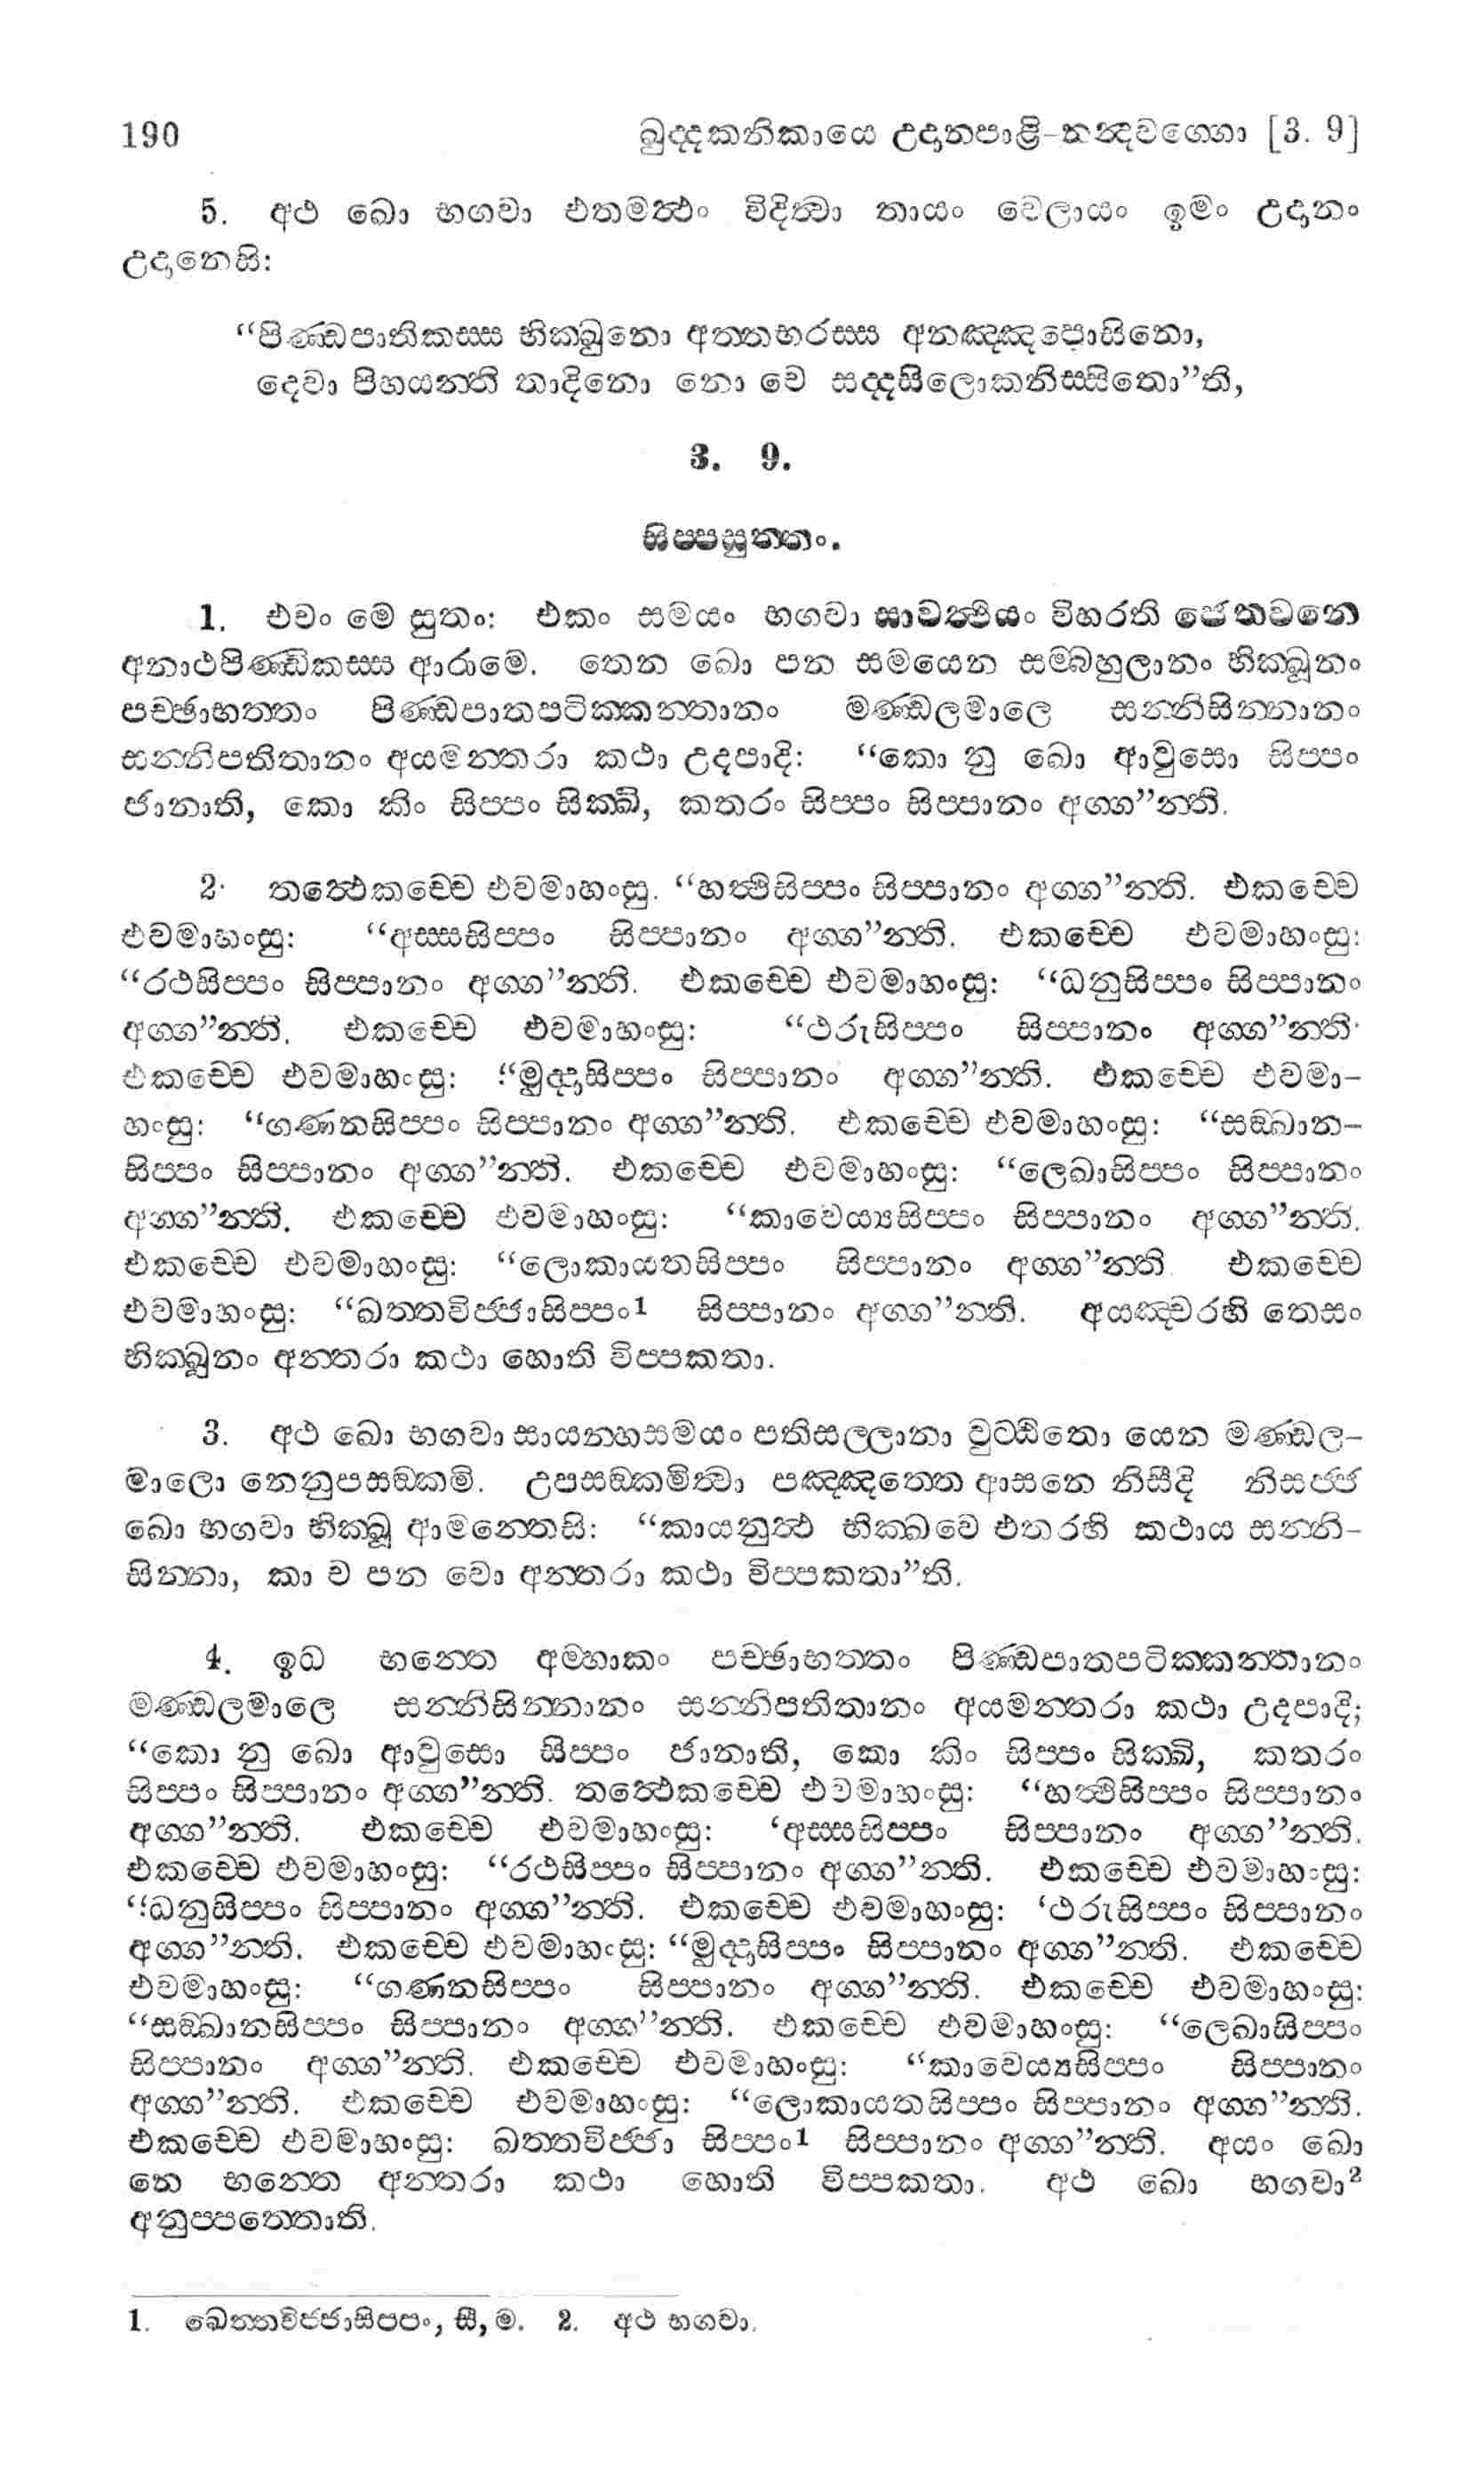 190 ඛුද්දකනිකායෙ උදානපාළි-නන්දවග්ගො [3. 9]
5. අථ ඛො භගවා එතමත්ථං විදිත්වා තායං වෙලායං ඉමං උදානං
උදානෙසි:
“පිණ්ඩපාතිකස්ස භික්ඛුනො අත්තභරස්ස අනඤ්ඤපොසිනො,
දෙවා පිහයන්ති තාදිනො නො චෙ සද්දසිලොකනිස්සිතො”ති,
3. 9.
සිප්පසුත්තං.
1. එවං මෙ සුතං: එකං සමයං භගවා සාවත්ථියං විහරති ජෙතවනෙ
අනාථපිණ්ඩිකස්ස ආරාමෙ. තෙන ඛො පන සමයෙන සම්බහුලානං භික්ඛූනං
පච්ඡාභත්තං පිණ්ඩපාතපටික්කන්තානං මණ්ඩලමාලෙ සන්නිසින්නානං
සන්නිපතිතානං අයමන්තරා කථා උදපාදි: “කො නු ඛො ආවුසො සිප්පං
ජානාති, කො කිං සිප්පං සික්ඛි, කතරං සිප්පං සිප්පානං අග්ග”න්ති.
2. තත්ථෙකච්චෙ එවමාහංසු. “හත්ථිසිප්පං සිප්පානං අග්ග”න්ති. එකච්චෙ
එවමාහංසු: “අස්සසිප්පං සිප්පානං අග්ග”න්ති. එකච්චෙ එවමාහංසු:
“රථසිප්පං සිප්පානං අග්ග”න්ති. එකච්චෙ එවමාහංසු: “ධනුසිප්පං සිප්පානං
අග්ග”න්ති. එකච්චෙ එවමාහංසු: “ථරුසිප්පං සිප්පානං අග්ග”න්ති.
එකච්චෙ එවමාහංසු: “මුද්දාසිප්පං සිප්පානං අග්ග”න්ති. එකච්චෙ එවමා-
හංසු: “ගණනසිප්පං සිප්පානං අග්ග”න්ති. එකච්චෙ එවමාහංසු: “සඞ්ඛාන-
සිප්පං සිප්පානං අග්ග”න්ති. එකච්චෙ එවමාහංසු: “ලෙඛාසිප්පං සිප්පානං
අග්ග”න්ති. එකච්චෙ එවමාහංසු: “කාවෙය්‍යසිප්පං සිප්පානං අග්ග”න්ති.
එකච්චෙ එවමාහංසු: “ලොකායතසිප්පං සිප්පානං අග්ග”න්ති. එකච්චෙ
එවමාහංසු: “ඛත්තවිජ්ජාසිප්පං1 සිප්පානං අග්ග”න්ති. අයඤ්චරහි තෙසං
භික්ඛූනං අන්තරා කථා හොති විප්පකතා.
3. අථ ඛො භගවා සායන්හසමයං පතිසල්ලානා වුට්ඨිතො යෙන මණ්ඩල-
මාලො තෙනුපසඞ්කමි. උපසඞ්කමිත්වා පඤ්ඤත්තෙ ආසනෙ නිසීදි නිසජ්ජ
ඛො භගවා භික්ඛූ ආමන්තෙසි: “කායනුත්ථ භික්ඛවෙ එතරහි කථාය සන්නි-
සින්නා, කා ච පන වො අන්තරා කථා විප්පකතා”ති.
4. ඉධ භන්තෙ අම්හාකං පච්ඡාභත්තං පිණ්ඩපාතපටික්කන්තානං
මණ්ඩලමාලෙ සන්නිසින්නානං සන්නිපතිතානං අයමන්තරා කථා උදපාදි;
“කො නු ඛො ආවුසො සිප්පං ජානාති, කො කිං සිප්පං සික්ඛි, කතරං
සිප්පං සිප්පානං අග්ග”න්ති. තත්ථෙකච්චෙ එවමාහංසු: “හත්ථිසිප්පං සිප්පානං
අග්ග”න්ති. එකච්චෙ එවමාහංසු: ‘අස්සසිප්පං සිප්පානං අග්ග”න්ති.
එකච්චෙ එවමාහංසු: “රථසිප්පං සිප්පානං අග්ග”න්ති. එකච්චෙ එවමාහංසු:
“ධනුසිප්පං සිප්පානං අග්ග”න්ති. එකච්චෙ එවමාහංසු: ‘ථරුසිප්පං සිප්පානං
අග්ග”න්ති. එකච්චෙ එවමාහංසු: “මුද්දාසිප්පං සිප්පානං අග්ග”න්ති. එකච්චෙ
එවමාහංසු: “ගණනසිප්පං සිප්පානං අග්ග”න්ති. එකච්චෙ එවමාහංසු:
“සඞ්ඛානසිප්පං සිප්පානං අග්ග”න්ති. එකච්චෙ එවමාහංසු: “ලෙඛාසිප්පං
සිප්පානං අග්ග”න්ති. එකච්චෙ එවමාහංසු: “කාවෙය්‍යසිප්පං සිප්පානං
අග්ග”න්ති. එකච්චෙ එවමාහංසු: “ලොකායතසිප්පං සිප්පානං අග්ග”න්ති.
එකච්චෙ එවමාහංසු: ඛත්තවිජ්ජා සිප්පං1 සිප්පානං අග්ග”න්ති. අයං ඛො
නෙ භන්තෙ අන්තරා කථා හොති විප්පකතා. අථ ඛො භගවා2
අනුප්පත්තොති.
1. ඛෙත්තවිජ්ජාසිප්පං, සී, ම. 2. අථ භගවා.